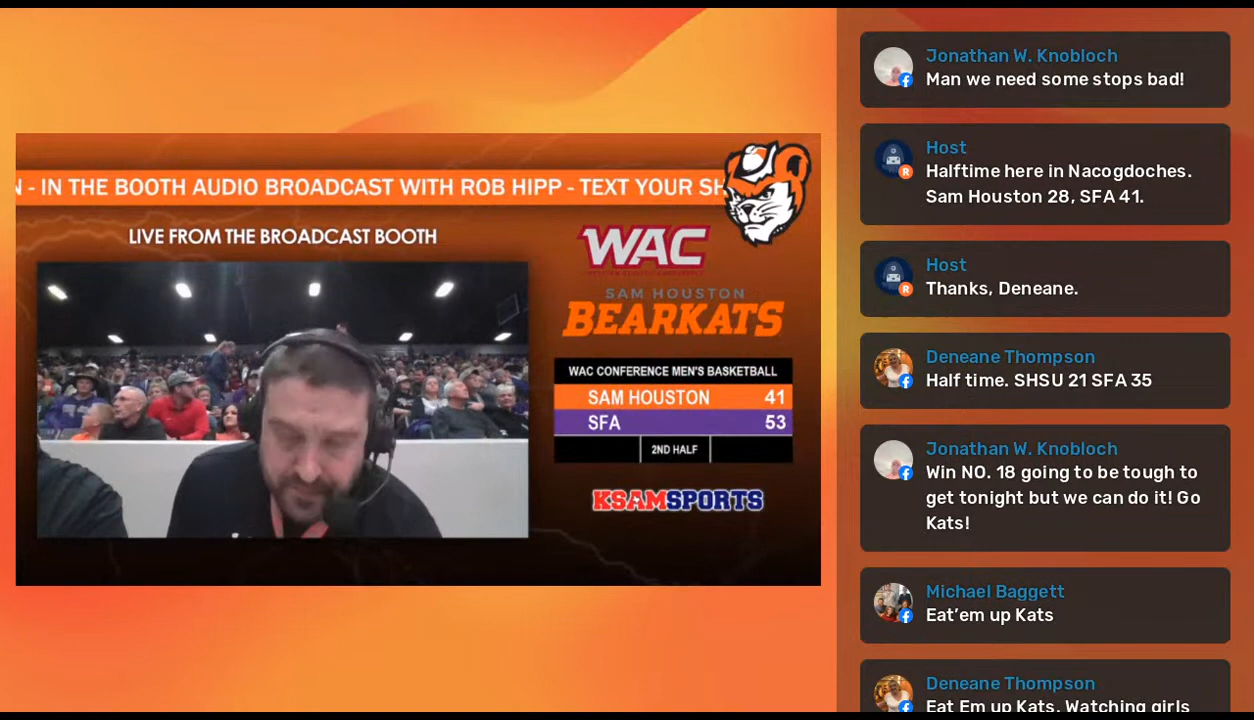 N - IN THE BOOTH AUDIO BROADCAST WITH ROB HIPP - TEXT YOUR SH
LIVE FROM THE BROADCAST BOOTH
WAC
SAM HOUSTON
BEARKATS
WAC CONFERENCE MEN'S BASKETBALL
SAM HOUSTON 41
SFA 53
2ND HALF
KSAMSPORTS
Jonathan W. Knobloch
Man we need some stops bad!
Host
Halftime here in Nacogdoches.
Sam Houston 28, SFA 41.
Host
Thanks, Deneane.
Deneane Thompson
Half time. SHSU 21 SFA 35
Jonathan W. Knobloch
Win NO. 18 going to be tough to
get tonight but we can do it! Go
Kats!
Michael Baggett
Eat’em up Kats
Deneane Thompson
Eat Em up Kats. Watching girls